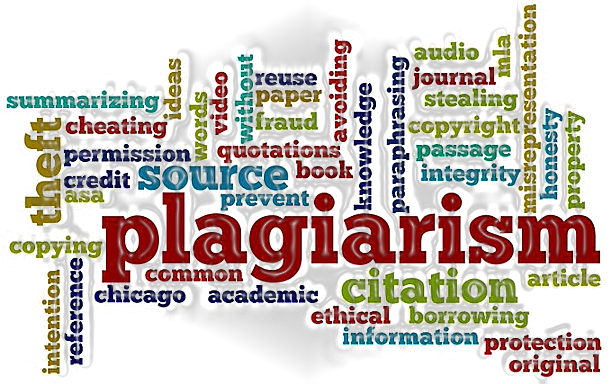 summarizing
ideas
words
video
without
reuse
avoiding
audio
mla
misrepresentation
cheating
paper
journal
theft
fraud
stealing
permission
quotations
knowledge
paraphrasing
copyright
honesty
property
credit
source
book
passage
asa
prevent
integrity
plagiarism
copying
common
citation
article
intention
reference
chicago
academic
ethical
borrowing
information
protection
original